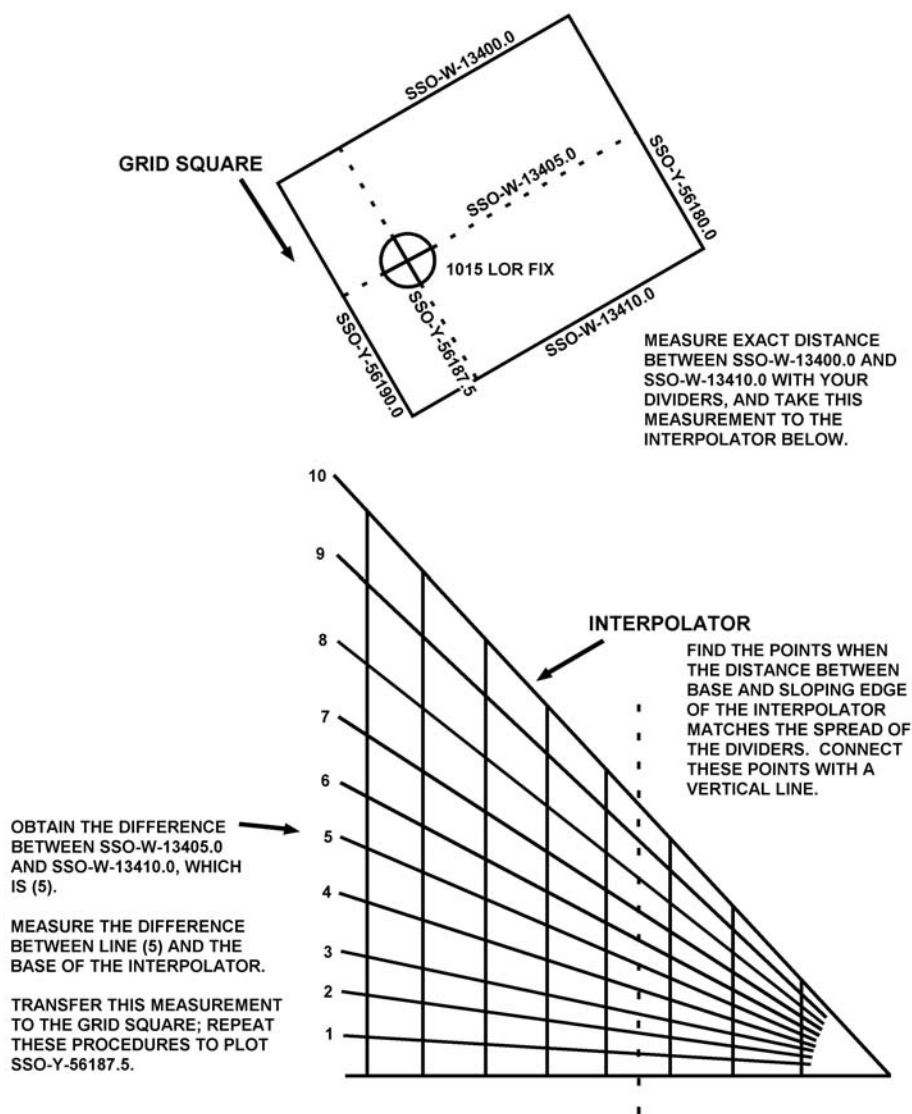 SSO-W-13400.0
GRID SQUARE
SSO-W-13405.0
SSO-Y-56180.0
1015 LOR FIX
SSO-Y-56190.0
SSO-Y-56187.5
SSO-W-13410.0
MEASURE EXACT DISTANCE
BETWEEN SSO-W-13400.0 AND
SSO-W-13410.0 WITH YOUR
DIVIDERS, AND TAKE THIS
MEASUREMENT TO THE
INTERPOLATOR BELOW.
10
9
8
7
6
5
4
3
2
1
INTERPOLATOR
FIND THE POINTS WHEN
THE DISTANCE BETWEEN
BASE AND SLOPING EDGE
OF THE INTERPOLATOR
MATCHES THE SPREAD OF
THE DIVIDERS. CONNECT
THESE POINTS WITH A
VERTICAL LINE.
OBTAIN THE DIFFERENCE
BETWEEN SSO-W-13405.0
AND SSO-W-13410.0, WHICH
IS (5).
MEASURE THE DIFFERENCE
BETWEEN LINE (5) AND THE
BASE OF THE INTERPOLATOR.
TRANSFER THIS MEASUREMENT
TO THE GRID SQUARE; REPEAT
THESE PROCEDURES TO PLOT
SSO-Y-56187.5.